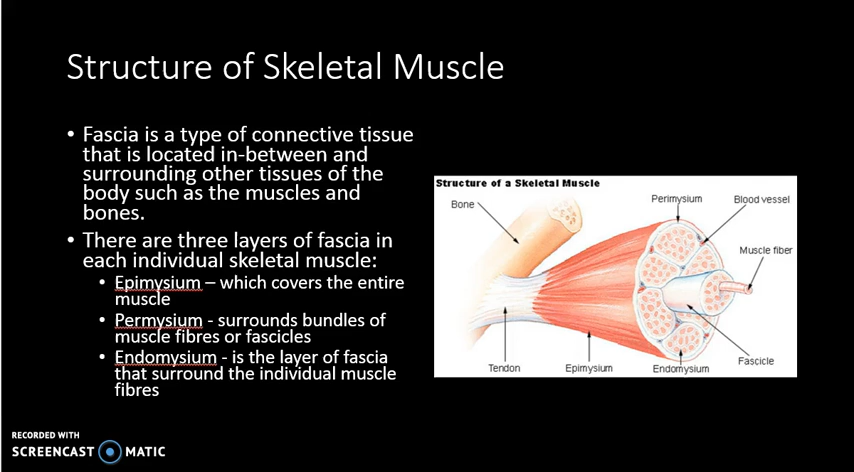 Structure of Skeletal Muscle
• Fascia is a type of connective tissue
that is located in-between and
surrounding other tissues of the
body such as the muscles and
bones.
• There are three layers of fascia in
each individual skeletal muscle:
• Epimysium – which covers the entire
muscle
• Permysium - surrounds bundles of
muscle fibres or fascicles
• Endomysium - is the layer of fascia
that surround the individual muscle
fibres
Structure of a Skeletal Muscle
Bone
Perimysium
Blood vessel
Muscle fiber
Fascicle
Tendon
Epimysium
Endomysium
RECORDED WITH
SCREENCAST MATIC